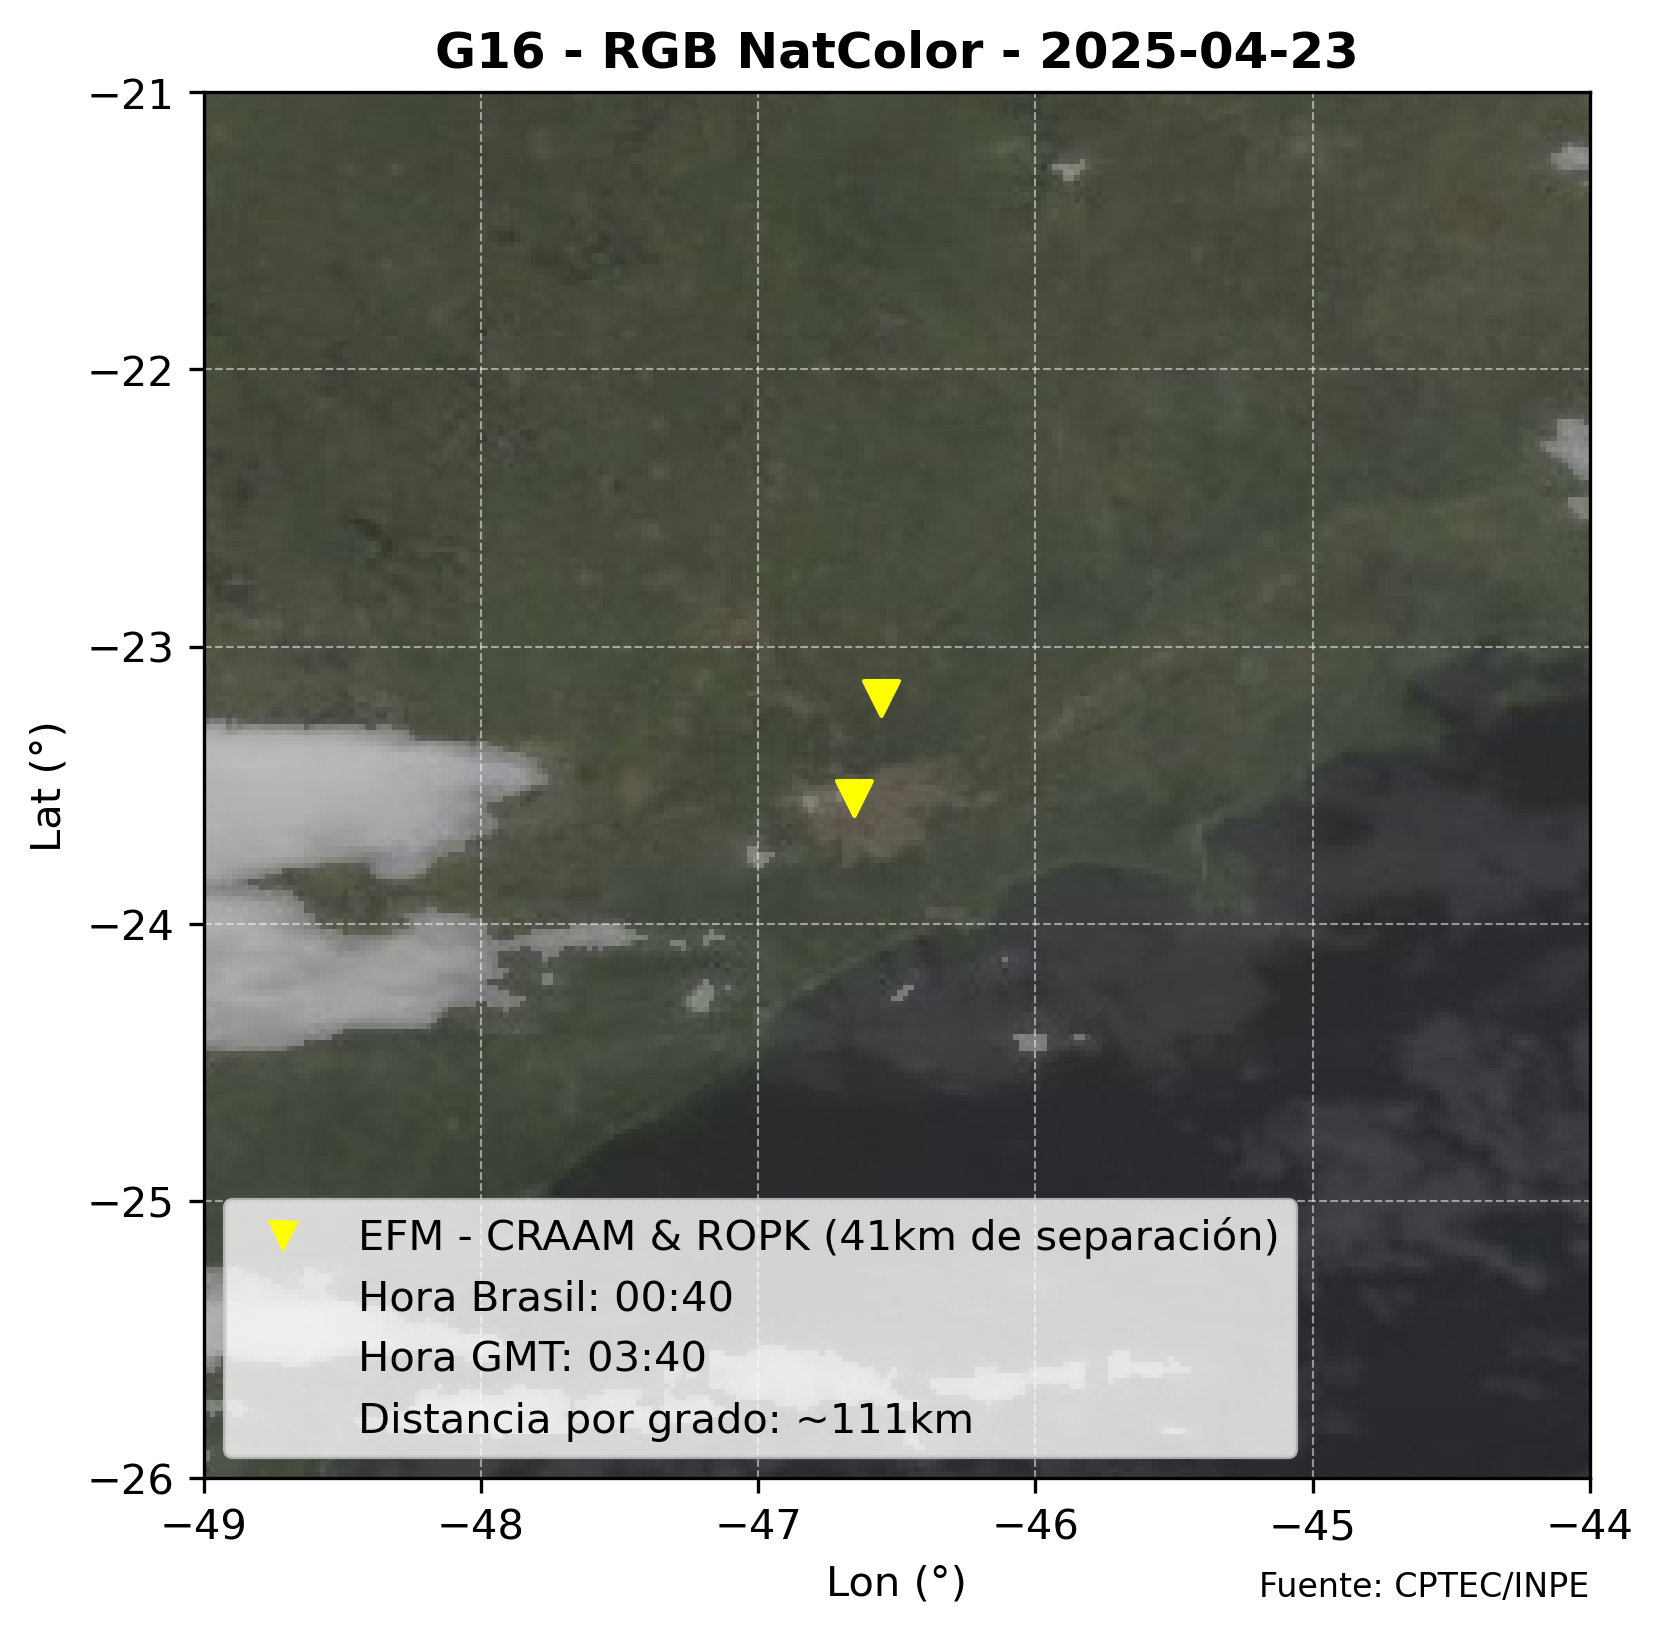 G16 - RGB NatColor - 2025-04-23
−21
−22
−23
−24
−25
−26
Lat (°)
EFM - CRAAM & ROPK (41km de separación)
Hora Brasil: 00:40
Hora GMT: 03:40
Distancia por grado: ~111km
−49 −48 −47 −46 −45 −44
Lon (°)
Fuente: CPTEC/INPE